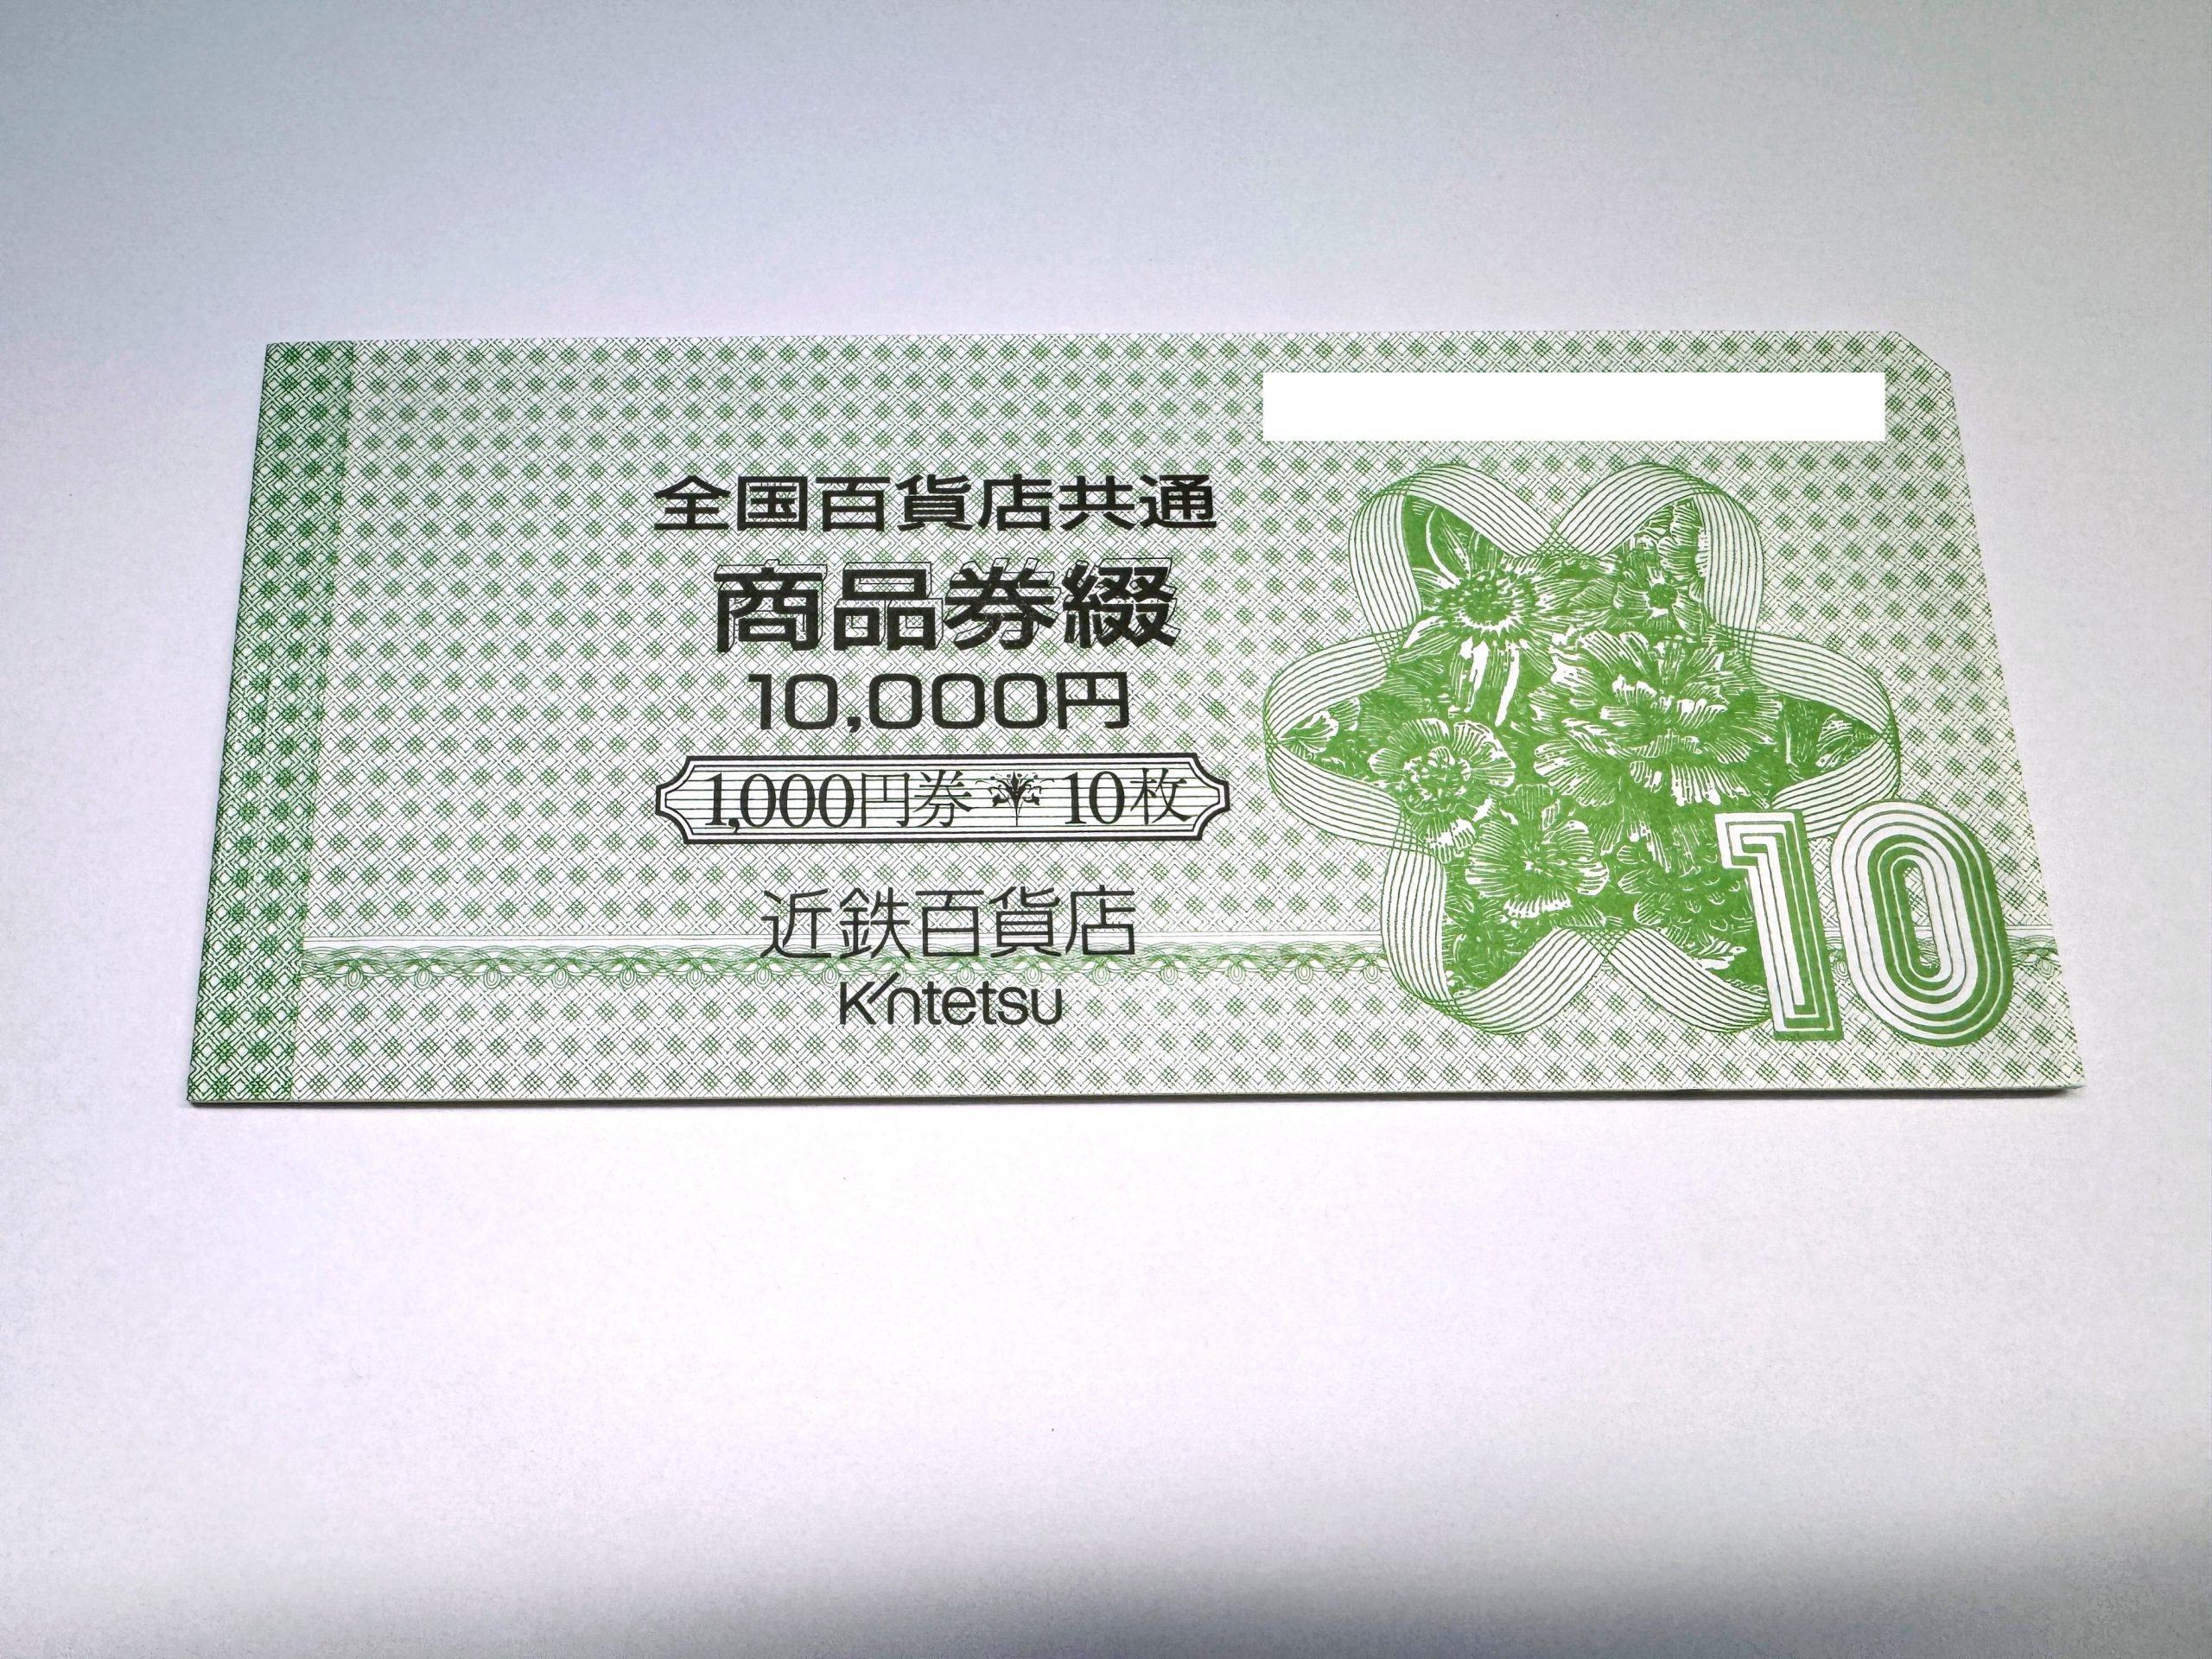 全国百貨店共通
商品券綴
10,000円
1,000円券 10枚
近鉄百貨店
Kintetsu
10